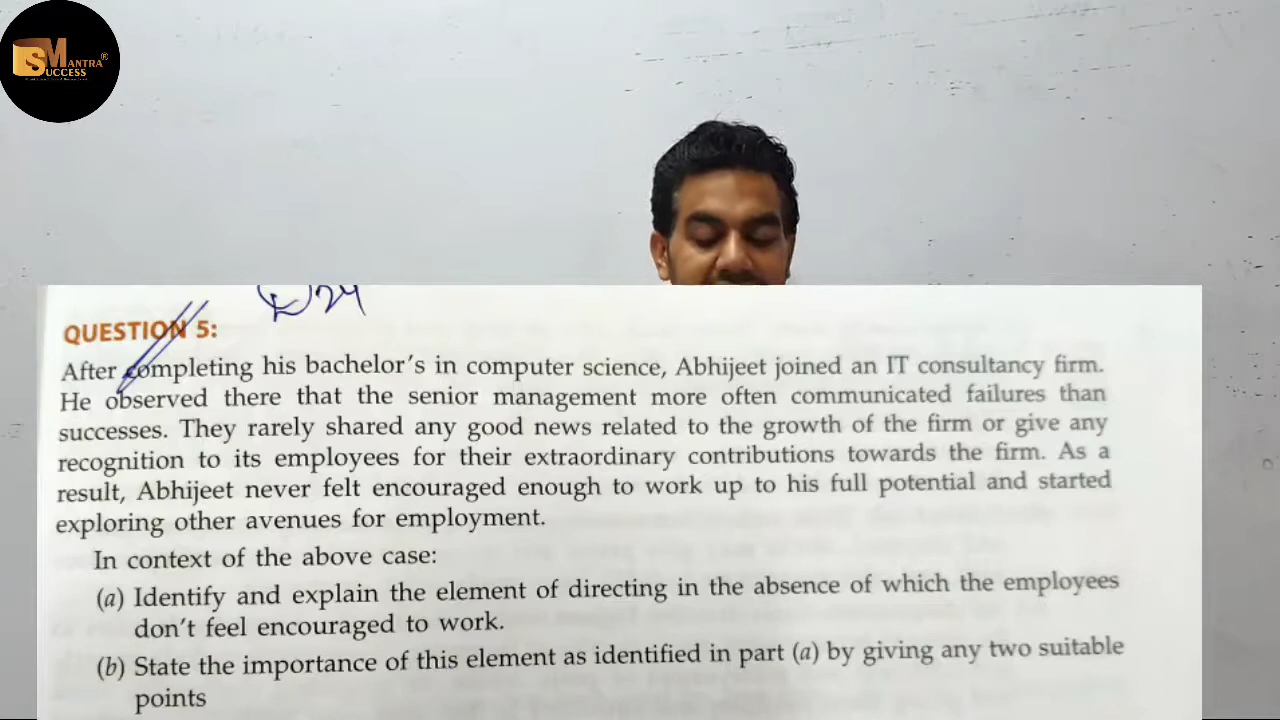 SMANTRA®
SUCCESS
QUESTION 5:
After completing his bachelor's in computer science, Abhijeet joined an IT consultancy firm.
He observed there that the senior management more often communicated failures than
successes. They rarely shared any good news related to the growth of the firm or give any
recognition to its employees for their extraordinary contributions towards the firm. As a
result, Abhijeet never felt encouraged enough to work up to his full potential and started
exploring other avenues for employment.
In context of the above case:
(a) Identify and explain the element of directing in the absence of which the employees
don't feel encouraged to work.
(b) State the importance of this element as identified in part (a) by giving any two suitable
points